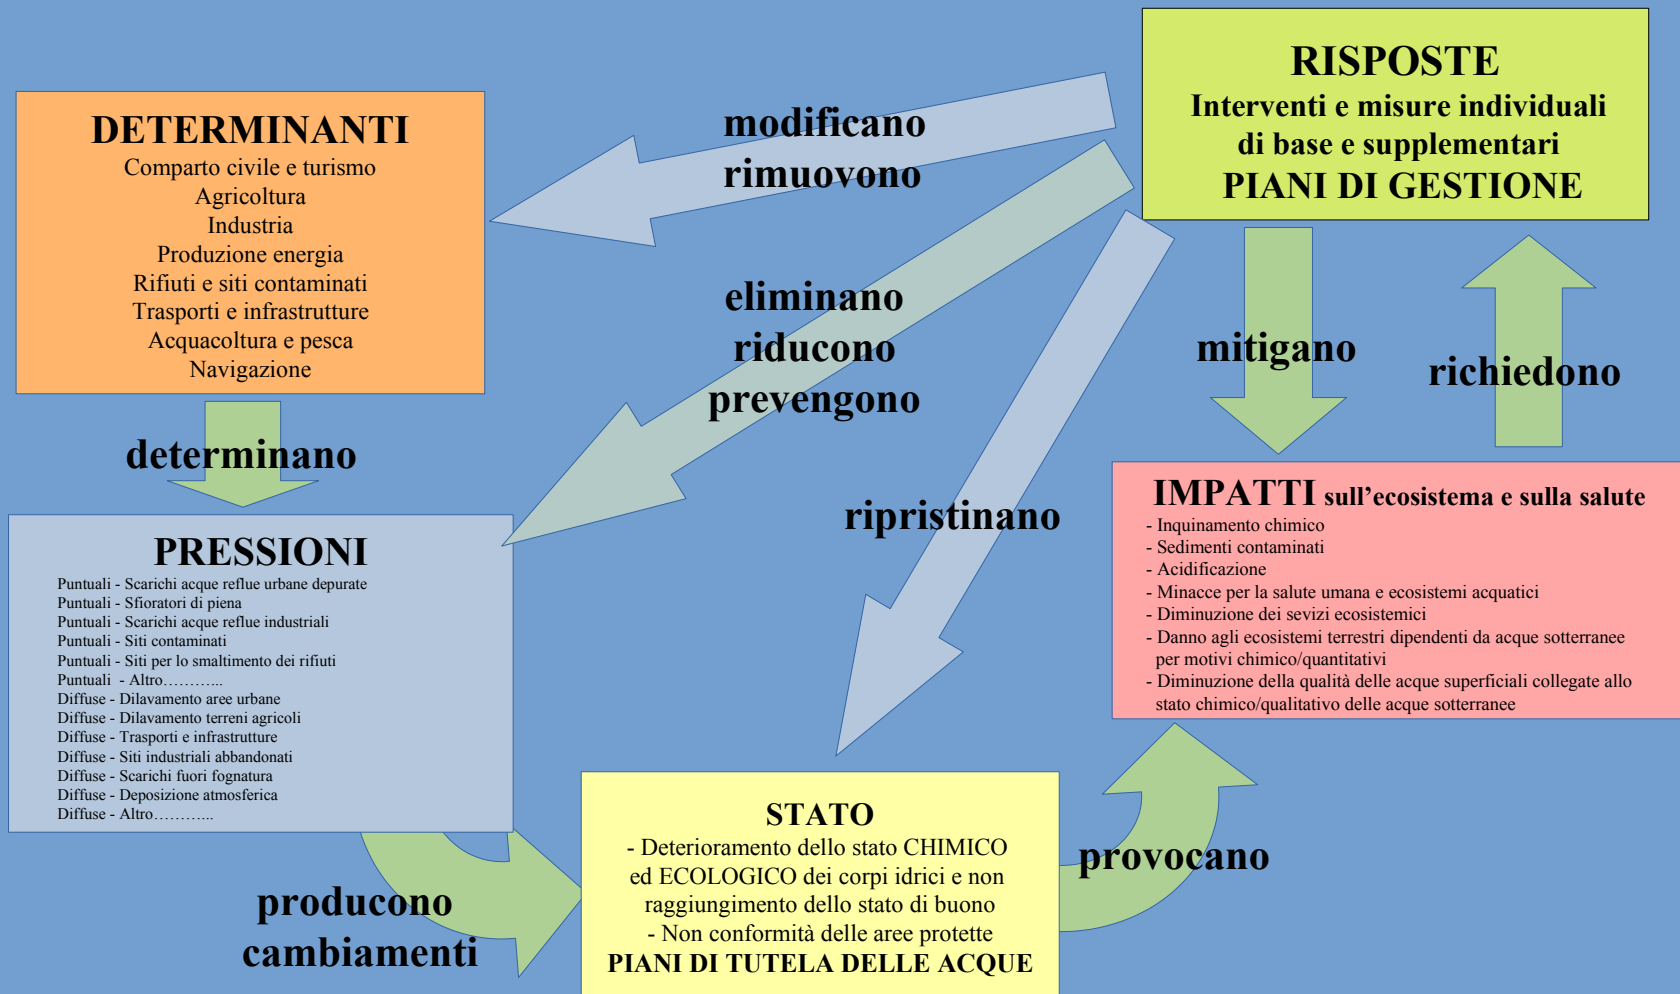 DETERMINANTI
Comparto civile e turismo
Agricoltura
Industria
Produzione energia
Rifiuti e siti contaminati
Trasporti e infrastrutture
Acquacoltura e pesca
Navigazione
determinano
PRESSIONI
Puntuali - Scarichi acque reflue urbane depurate
Puntuali - Sfioratori di piena
Puntuali - Scarichi acque reflue industriali
Puntuali - Siti contaminati
Puntuali - Siti per lo smaltimento dei rifiuti
Puntuali  - Altro………...
Diffuse - Dilavamento aree urbane
Diffuse - Dilavamento terreni agricoli
Diffuse - Trasporti e infrastrutture
Diffuse - Siti industriali abbandonati
Diffuse - Scarichi fuori fognatura
Diffuse - Deposizione atmosferica
Diffuse - Altro………...
producono
cambiamenti
STATO
- Deterioramento dello stato CHIMICO
ed ECOLOGICO dei corpi idrici e non
raggiungimento dello stato di buono
- Non conformità delle aree protette
PIANI DI TUTELA DELLE ACQUE
provocano
IMPATTI sull'ecosistema e sulla salute
- Inquinamento chimico
- Sedimenti contaminati
- Acidificazione
- Minacce per la salute umana e ecosistemi acquatici
- Diminuzione dei sevizi ecosistemici
- Danno agli ecosistemi terrestri dipendenti da acque sotterranee
per motivi chimico/quantitativi
- Diminuzione della qualità delle acque superficiali collegate allo
stato chimico/qualitativo delle acque sotterranee
richiedono
RISPOSTE
Interventi e misure individuali
di base e supplementari
PIANI DI GESTIONE
mitigano
modificano
rimuovono
eliminano
riducono
prevengono
ripristinano